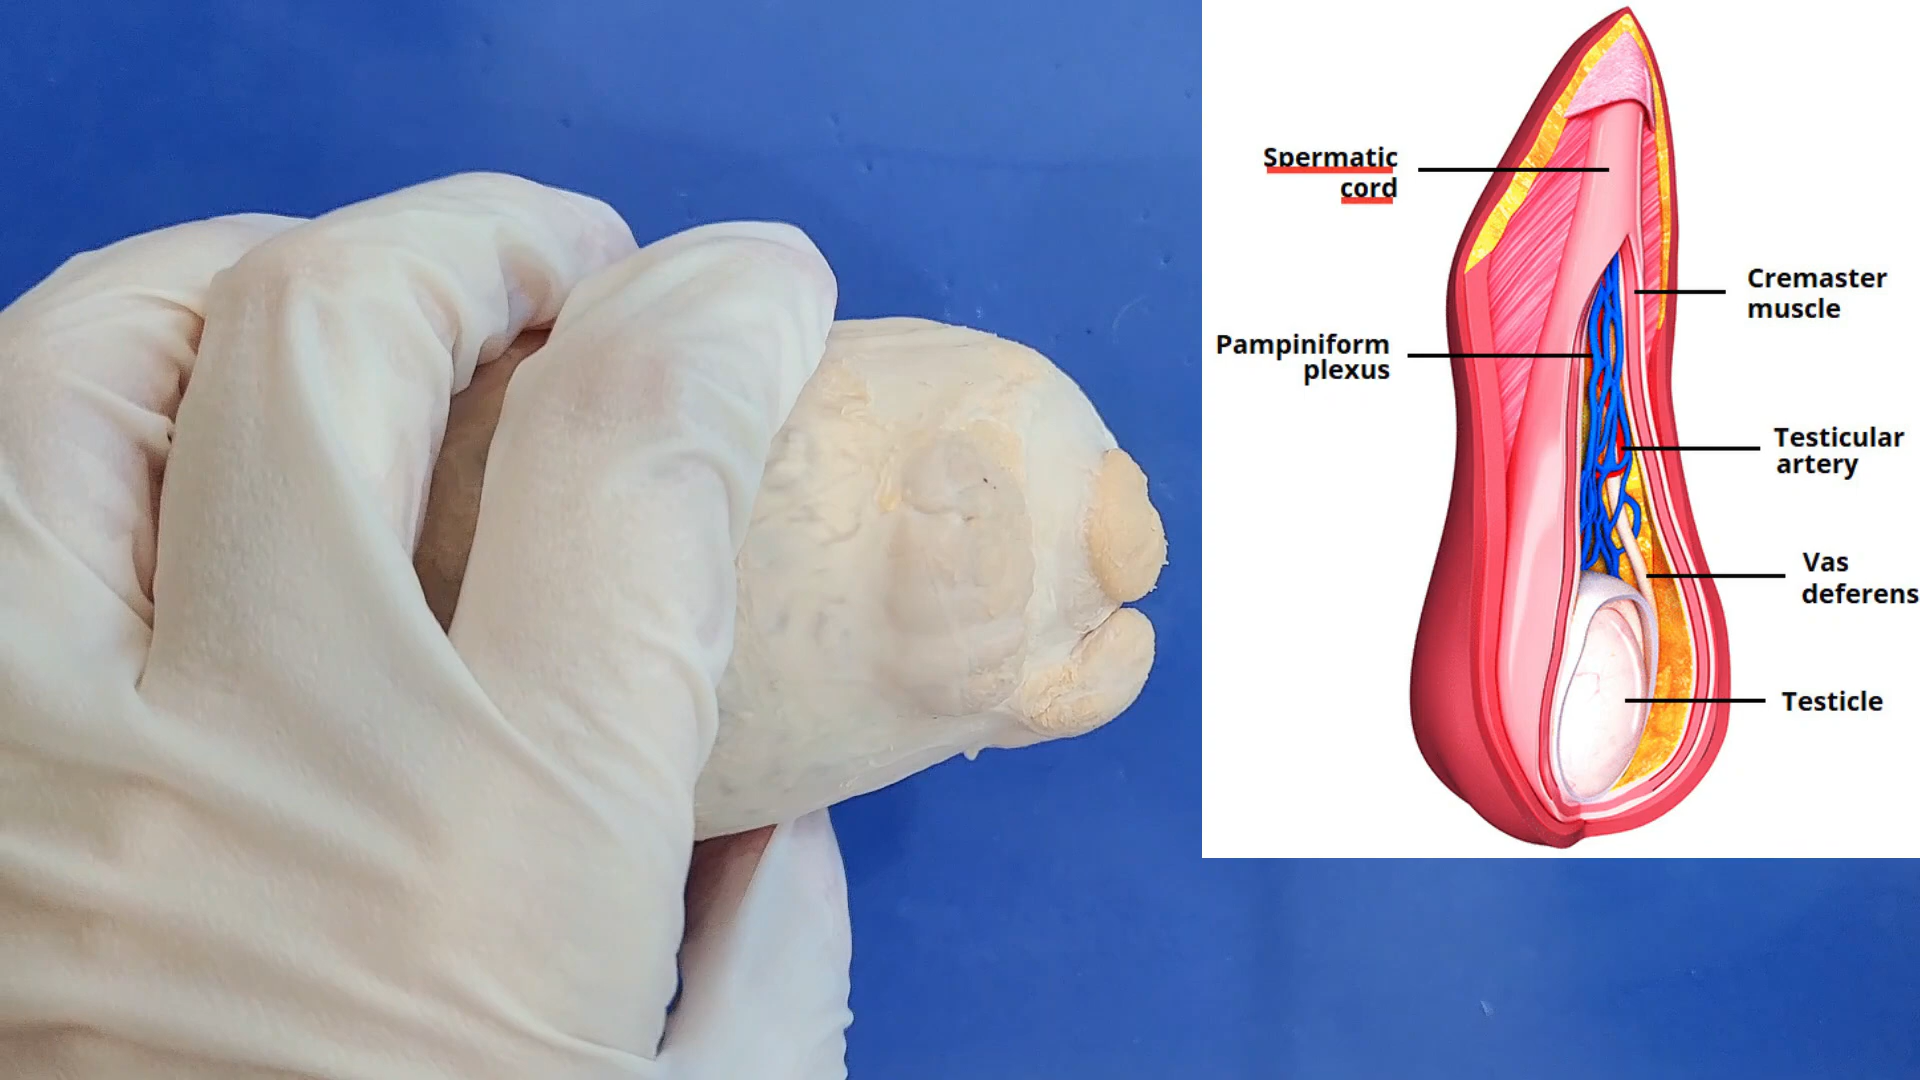 Spermatic
cord
Cremaster
muscle
Pampiniform
plexus
Testicular
artery
Vas
deferens
Testicle